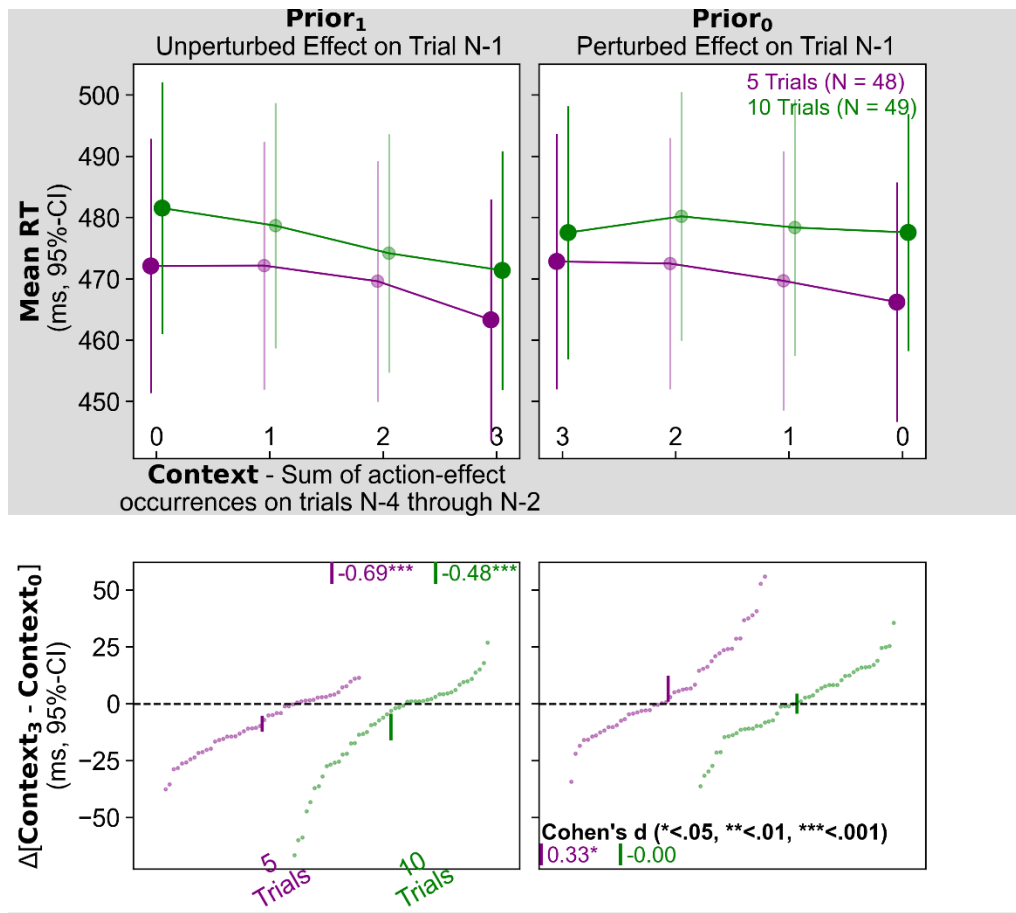 Prior₁
Unperturbed Effect on Trial N-1
Prior₀
Perturbed Effect on Trial N-1
Mean RT
(ms, 95%-CI)
500
490
480
470
460
450
5 Trials (N = 48)
10 Trials (N = 49)
0 1 2 3
3 2 1 0
Context - Sum of action-effect
occurrences on trials N-4 through N-2
Δ[Context₃ - Context₀]
(ms, 95%-CI)
50
25
0
−25
−50
-0.69*** -0.48***
5
Trials
10
Trials
Cohen's d (*<.05, **<.01, ***<.001)
0.33* -0.00